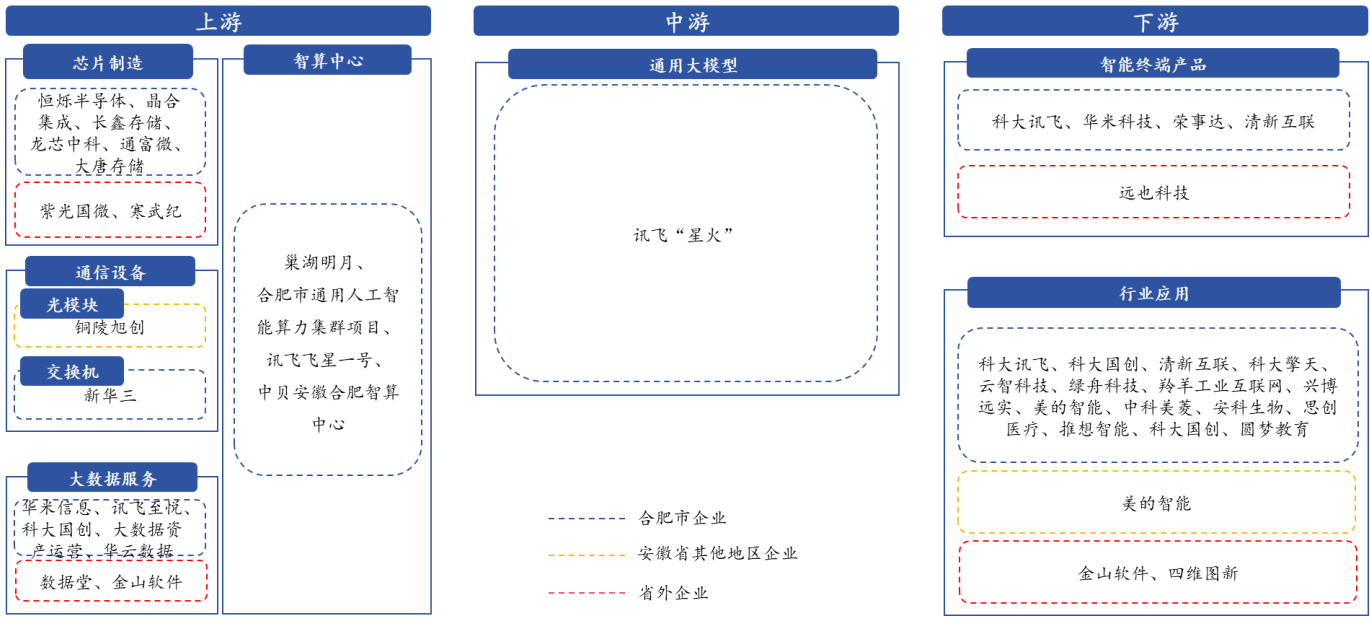 上游
芯片制造
恒烁半导体、晶合
集成、长鑫存储、
龙芯中科、通富微、
大唐存储
紫光国微、寒武纪
通信设备
光模块
铜陵旭创
交换机
新华三
大数据服务
华米信息、讯飞至悦、
科大国创、大数据资
产运营、华云数据
数据堂、金山软件
智算中心
巢湖明月、
合肥市通用人工智
能算力集群项目、
讯飞飞星一号、
中贝安徽合肥智算
中心
中游
通用大模型
讯飞“星火”
合肥市企业
安徽省其他地区企业
省外企业
下游
智能终端产品
科大讯飞、华米科技、荣事达、清新互联
远也科技
行业应用
科大讯飞、科大国创、清新互联、科大擎天、
云智科技、绿舟科技、羚羊工业互联网、兴博
远实、美的智能、中科美菱、安科生物、思创
医疗、推想智能、科大国创、圆梦教育
美的智能
金山软件、四维图新